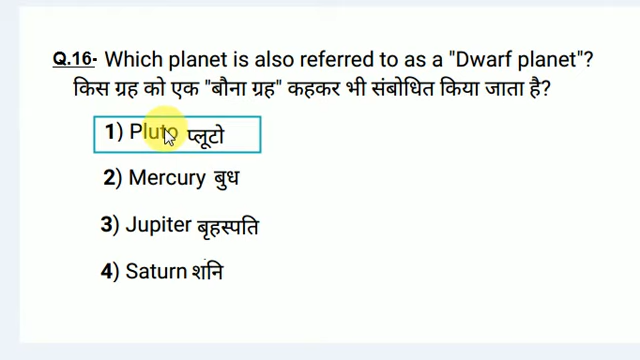 Q.16- Which planet is also referred to as a "Dwarf planet"?
किस ग्रह को एक "बौना ग्रह" कहकर भी संबोधित किया जाता है?
1) Pluto प्लूटो
2) Mercury बुध
3) Jupiter बृहस्पति
4) Saturn शनि